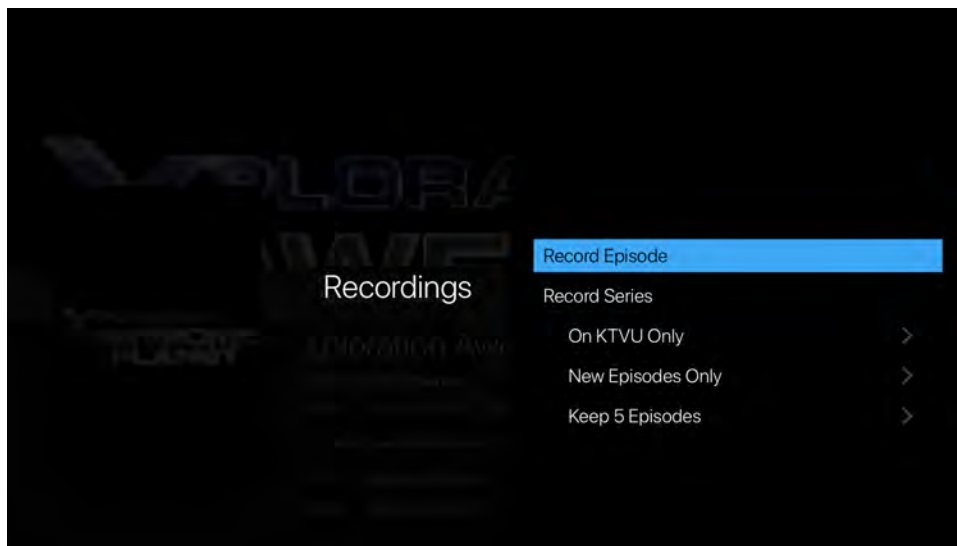 Recordings
Record Episode
Record Series
On KTVU Only
New Episodes Only
Keep 5 Episodes